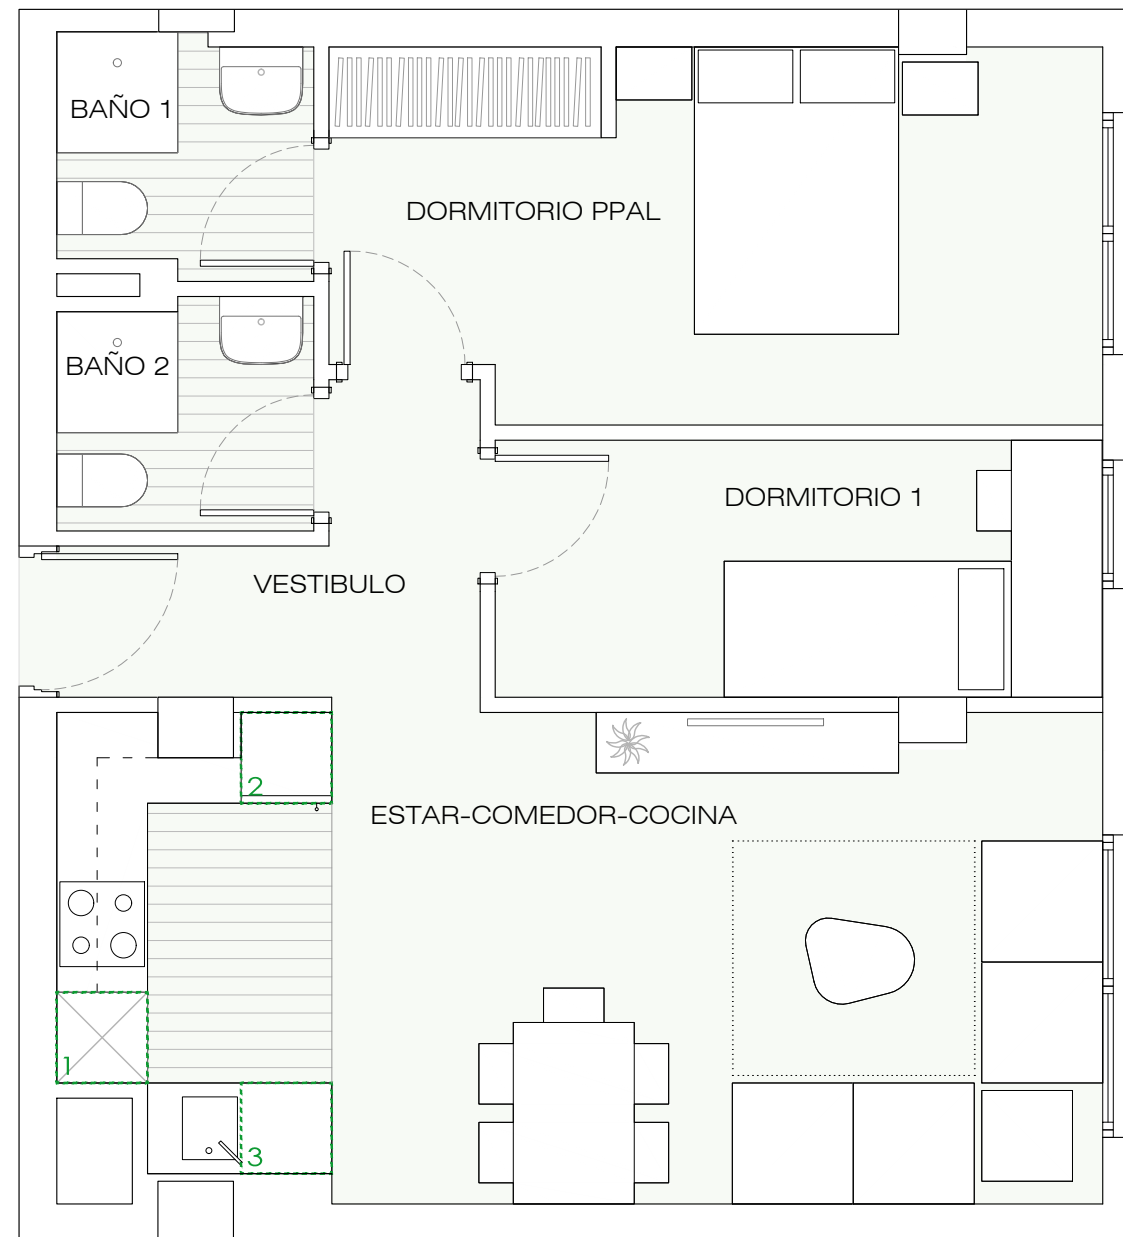 BAÑO 1
DORMITORIO PPAL
BAÑO 2
DORMITORIO 1
VESTIBULO
2
ESTAR-COMEDOR-COCINA
1
3